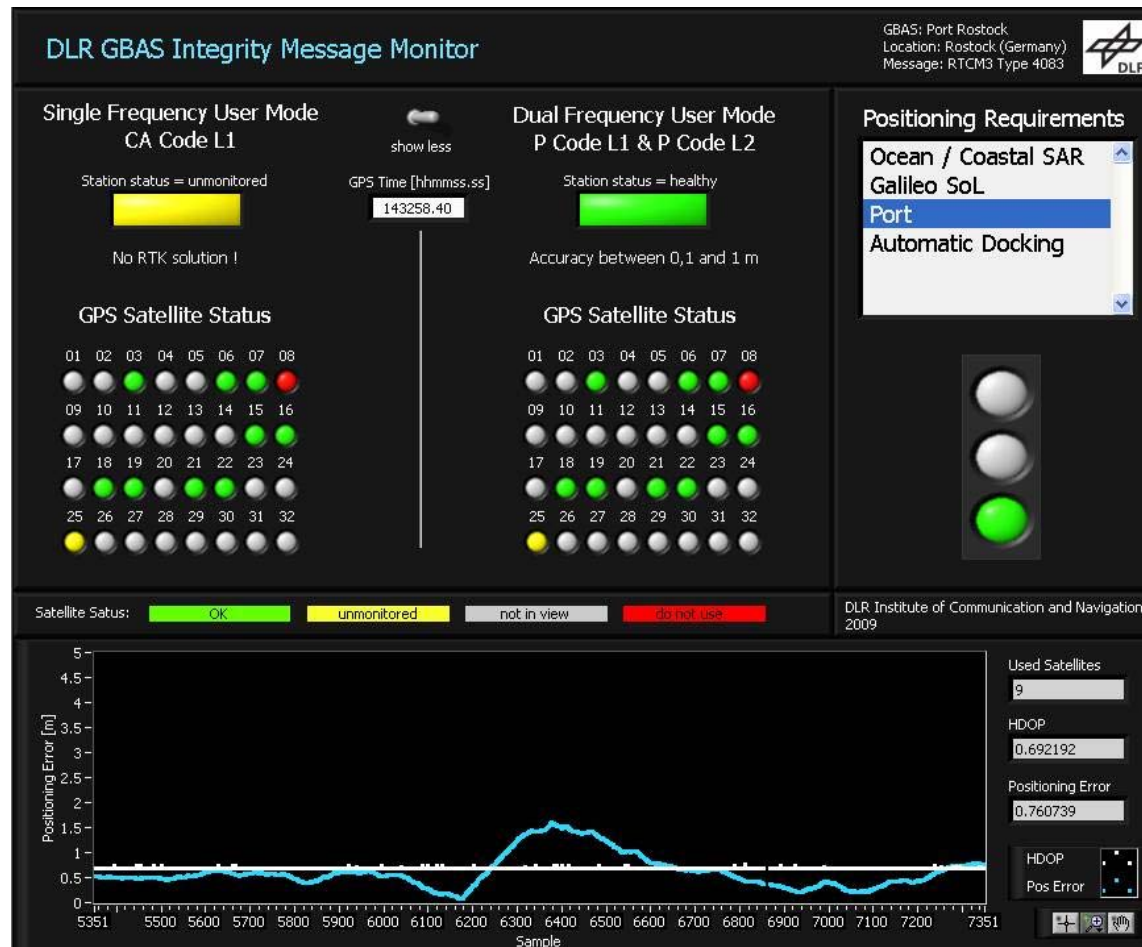 DLR GBAS Integrity Message Monitor
GBAS: Port Rostock
Location: Rostock (Germany)
Message: RTCM3 Type 4083
DLR
Single Frequency User Mode
CA Code L1
Station status = unmonitored
No RTK solution !
show less
GPS Time [hhmmss.ss]
143258.40
Dual Frequency User Mode
P Code L1 & P Code L2
Station status = healthy
Accuracy between 0,1 and 1 m
Positioning Requirements
Ocean / Coastal SAR
Galileo SoL
Port
Automatic Docking
GPS Satellite Status
01 02 03 04 05 06 07 08
09 10 11 12 13 14 15 16
17 18 19 20 21 22 23 24
25 26 27 28 29 30 31 32
GPS Satellite Status
01 02 03 04 05 06 07 08
09 10 11 12 13 14 15 16
17 18 19 20 21 22 23 24
25 26 27 28 29 30 31 32
Satellite Satus: OK unmonitored not in view do not use
DLR Institute of Communication and Navigation
2009
Positioning Error [m]
5
4.5
4
3.5
3
2.5
2
1.5
1
0.5
0
5351 5500 5600 5700 5800 5900 6000 6100 6200 6300 6400 6500 6600 6700 6800 6900 7000 7100 7200 7351
Sample
Used Satellites
9
HDOP
0.692192
Positioning Error
0.760739
HDOP
Pos Error